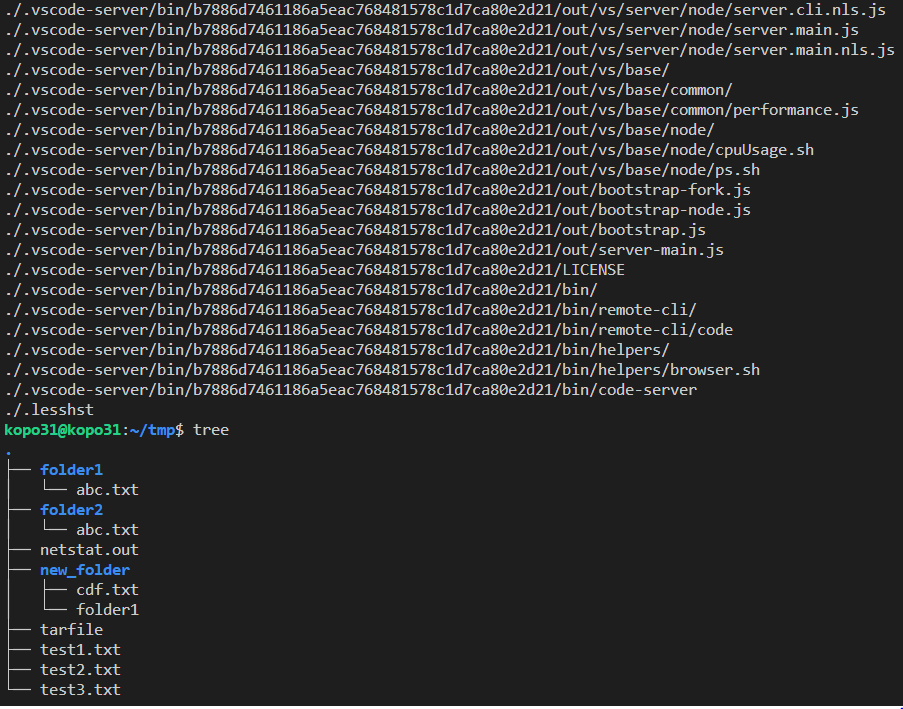 ./.vscode-server/bin/b7886d7461186a5eac768481578c1d7ca80e2d21/out/vs/server/node/server.cli.nls.js
./.vscode-server/bin/b7886d7461186a5eac768481578c1d7ca80e2d21/out/vs/server/node/server.main.js
./.vscode-server/bin/b7886d7461186a5eac768481578c1d7ca80e2d21/out/vs/server/node/server.main.nls.js
./.vscode-server/bin/b7886d7461186a5eac768481578c1d7ca80e2d21/out/vs/base/
./.vscode-server/bin/b7886d7461186a5eac768481578c1d7ca80e2d21/out/vs/base/common/
./.vscode-server/bin/b7886d7461186a5eac768481578c1d7ca80e2d21/out/vs/base/common/performance.js
./.vscode-server/bin/b7886d7461186a5eac768481578c1d7ca80e2d21/out/vs/base/node/
./.vscode-server/bin/b7886d7461186a5eac768481578c1d7ca80e2d21/out/vs/base/node/cpuUsage.sh
./.vscode-server/bin/b7886d7461186a5eac768481578c1d7ca80e2d21/out/vs/base/node/ps.sh
./.vscode-server/bin/b7886d7461186a5eac768481578c1d7ca80e2d21/out/bootstrap-fork.js
./.vscode-server/bin/b7886d7461186a5eac768481578c1d7ca80e2d21/out/bootstrap-node.js
./.vscode-server/bin/b7886d7461186a5eac768481578c1d7ca80e2d21/out/bootstrap.js
./.vscode-server/bin/b7886d7461186a5eac768481578c1d7ca80e2d21/out/server-main.js
./.vscode-server/bin/b7886d7461186a5eac768481578c1d7ca80e2d21/LICENSE
./.vscode-server/bin/b7886d7461186a5eac768481578c1d7ca80e2d21/bin/
./.vscode-server/bin/b7886d7461186a5eac768481578c1d7ca80e2d21/bin/remote-cli/
./.vscode-server/bin/b7886d7461186a5eac768481578c1d7ca80e2d21/bin/remote-cli/code
./.vscode-server/bin/b7886d7461186a5eac768481578c1d7ca80e2d21/bin/helpers/
./.vscode-server/bin/b7886d7461186a5eac768481578c1d7ca80e2d21/bin/helpers/browser.sh
./.vscode-server/bin/b7886d7461186a5eac768481578c1d7ca80e2d21/bin/code-server
./.lesshst
kopo31@kopo31:~/tmp$ tree
.
├── folder1
│   └── abc.txt
├── folder2
│   └── abc.txt
├── netstat.out
├── new_folder
│   ├── cdf.txt
│   └── folder1
├── tarfile
├── test1.txt
├── test2.txt
└── test3.txt